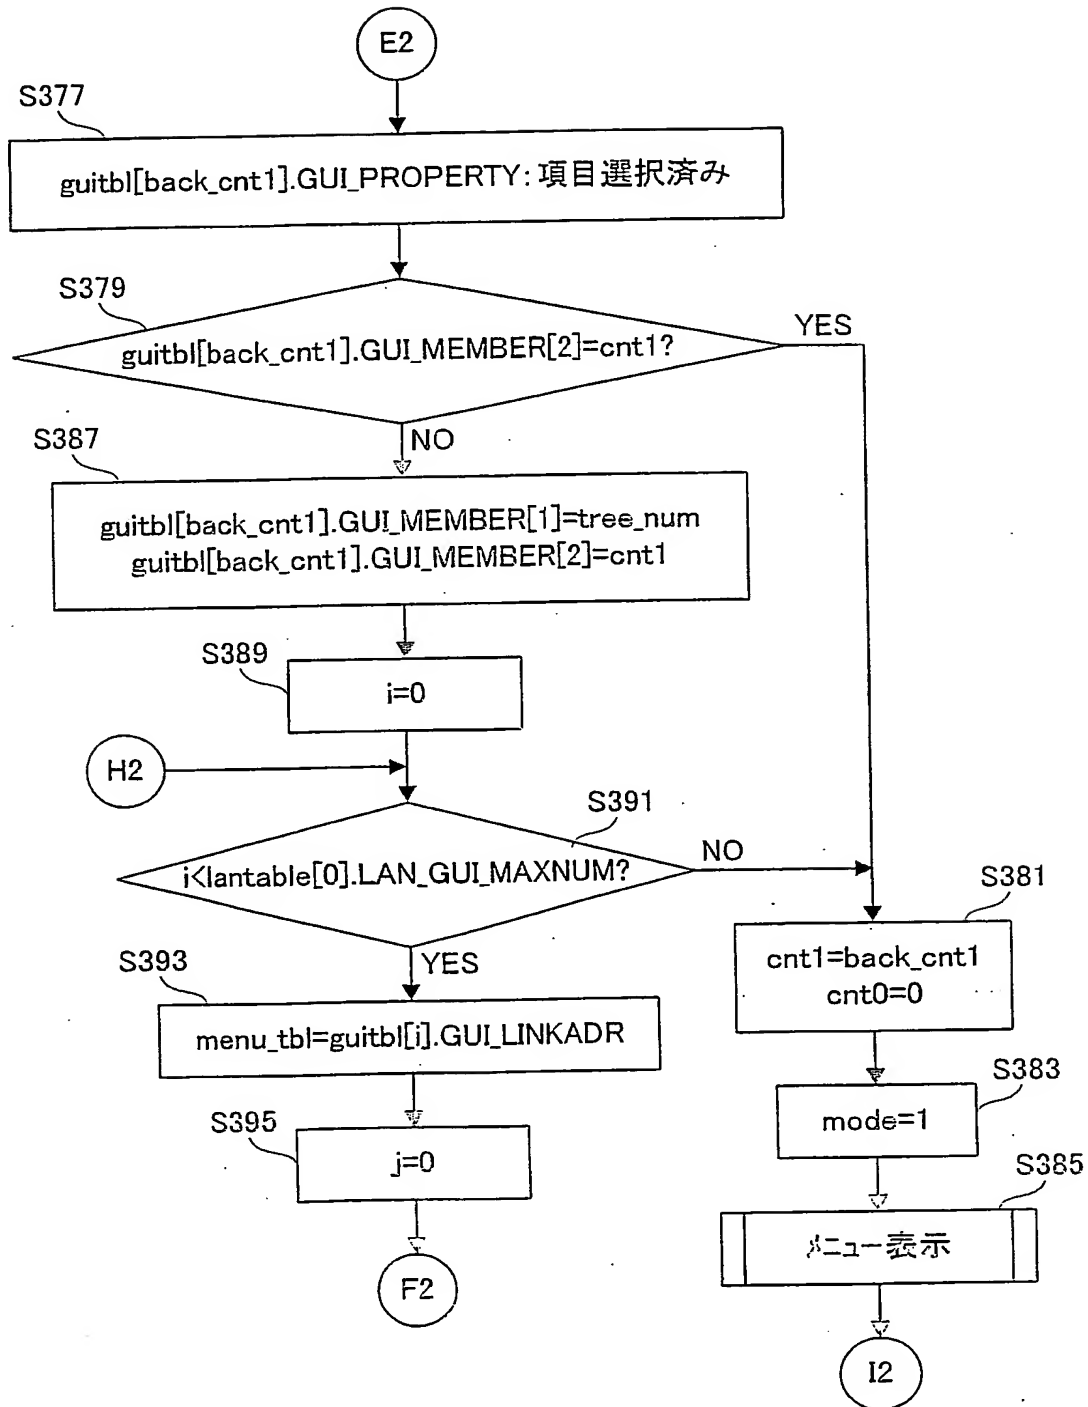 E2
S377
guitbl[back_cnt1].GUI_PROPERTY:項目選択済み
S379
guitbl[back_cnt1].GUI_MEMBER[2]=cnt1?
YES
NO
S387
guitbl[back_cnt1].GUI_MEMBER[1]=tree_num
guitbl[back_cnt1].GUI_MEMBER[2]=cnt1
S389
i=0
H2
S391
i<lantable[0].LAN_GUI_MAXNUM?
NO
YES
S381
cnt1=back_cnt1
cnt0=0
S393
menu_tbl=guitbl[i].GUI_LINKADR
S383
mode=1
S395
j=0
S385
メニュー表示
F2
I2